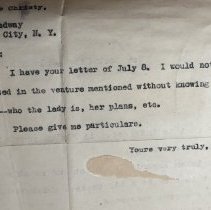 Christy.
dway
City, N. Y.
:
I have your letter of July 8. I would not
ed in the venture mentioned without knowing
--who the lady is, her plans, etc.
Please give me particulars.
Yours very truly,